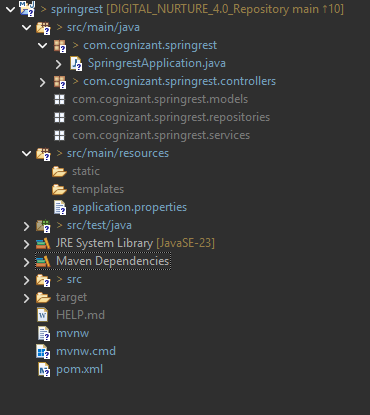 > springrest [DIGITAL_NURTURE_4.0_Repository main ↑10]
> src/main/java
> com.cognizant.springrest
> SpringrestApplication.java
> com.cognizant.springrest.controllers
com.cognizant.springrest.models
com.cognizant.springrest.repositories
com.cognizant.springrest.services
> src/main/resources
static
templates
application.properties
> src/test/java
JRE System Library [JavaSE-23]
Maven Dependencies
> src
> target
HELP.md
mvnw
mvnw.cmd
pom.xml